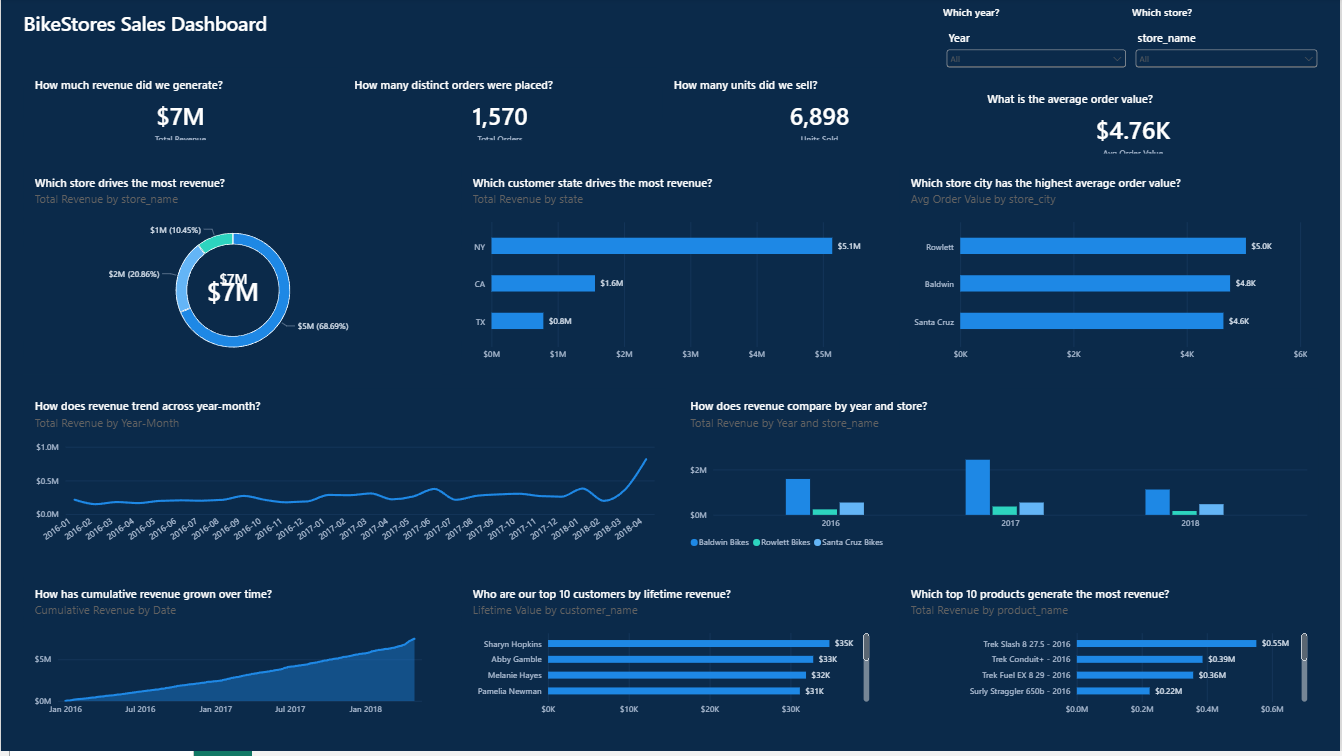 BikeStores Sales Dashboard
Which year?
Which store?
Year
store_name
All
All
How much revenue did we generate?
$7M
Total Revenue
How many distinct orders were placed?
1,570
Total Orders
How many units did we sell?
6,898
Units Sold
What is the average order value?
$4.76K
Avg Order Value
Which store drives the most revenue?
Total Revenue by store_name
$1M (10.45%)
$2M (20.86%)
$7M
$7M
$5M (68.69%)
Which customer state drives the most revenue?
Total Revenue by state
NY
$5.1M
CA
$1.6M
TX
$0.8M
$0M $1M $2M $3M $4M $5M
Which store city has the highest average order value?
Avg Order Value by store_city
Rowlett
$5.0K
Baldwin
$4.8K
Santa Cruz
$4.6K
$0K $2K $4K $6K
How does revenue trend across year-month?
Total Revenue by Year-Month
$1.0M
$0.5M
$0.0M
2016-01 2016-02 2016-03 2016-04 2016-05 2016-06 2016-07 2016-08 2016-09 2016-10 2016-11 2016-12 2017-01 2017-02 2017-03 2017-04 2017-05 2017-06 2017-07 2017-08 2017-09 2017-10 2017-11 2017-12 2018-01 2018-02 2018-03 2018-04
How does revenue compare by year and store?
Total Revenue by Year and store_name
$2M
$0M
2016 2017 2018
Baldwin Bikes Rowlett Bikes Santa Cruz Bikes
How has cumulative revenue grown over time?
Cumulative Revenue by Date
$5M
$0M
Jan 2016 Jul 2016 Jan 2017 Jul 2017 Jan 2018
Who are our top 10 customers by lifetime revenue?
Lifetime Value by customer_name
Sharyn Hopkins
$35K
Abby Gamble
$33K
Melanie Hayes
$32K
Pamelia Newman
$31K
$0K $10K $20K $30K
Which top 10 products generate the most revenue?
Total Revenue by product_name
Trek Slash 8 27.5 - 2016
$0.55M
Trek Conduit+ - 2016
$0.39M
Trek Fuel EX 8 29 - 2016
$0.36M
Surly Straggler 650b - 2016
$0.22M
$0.0M $0.2M $0.4M $0.6M